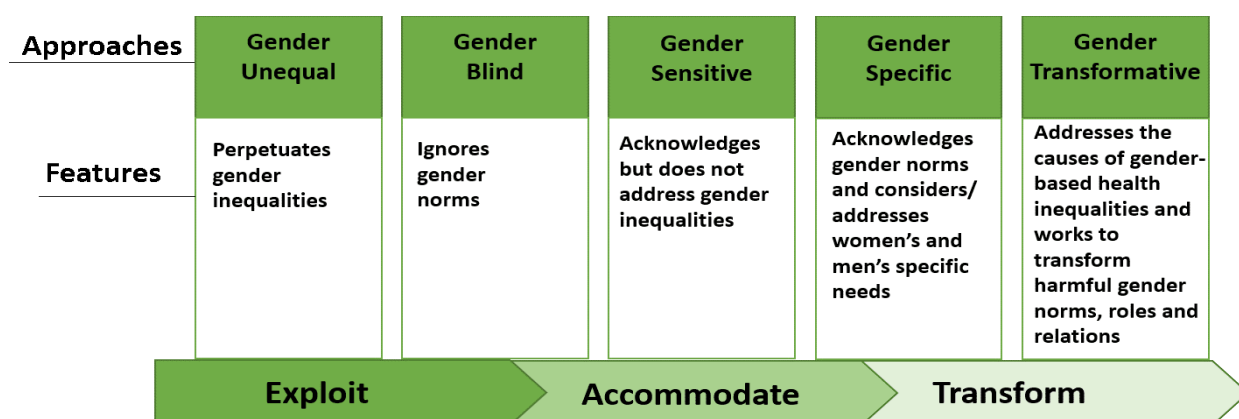 Approaches
Gender
Unequal
Gender
Blind
Gender
Sensitive
Gender
Specific
Gender
Transformative
Features
Perpetuates
gender
inequalities
Ignores
gender
norms
Acknowledges
but does not
address gender
inequalities
Acknowledges
gender norms
and considers/
addresses
women’s and
men’s specific
needs
Addresses the
causes of gender-
based health
inequalities and
works to
transform
harmful gender
norms, roles and
relations
Exploit
Accommodate
Transform